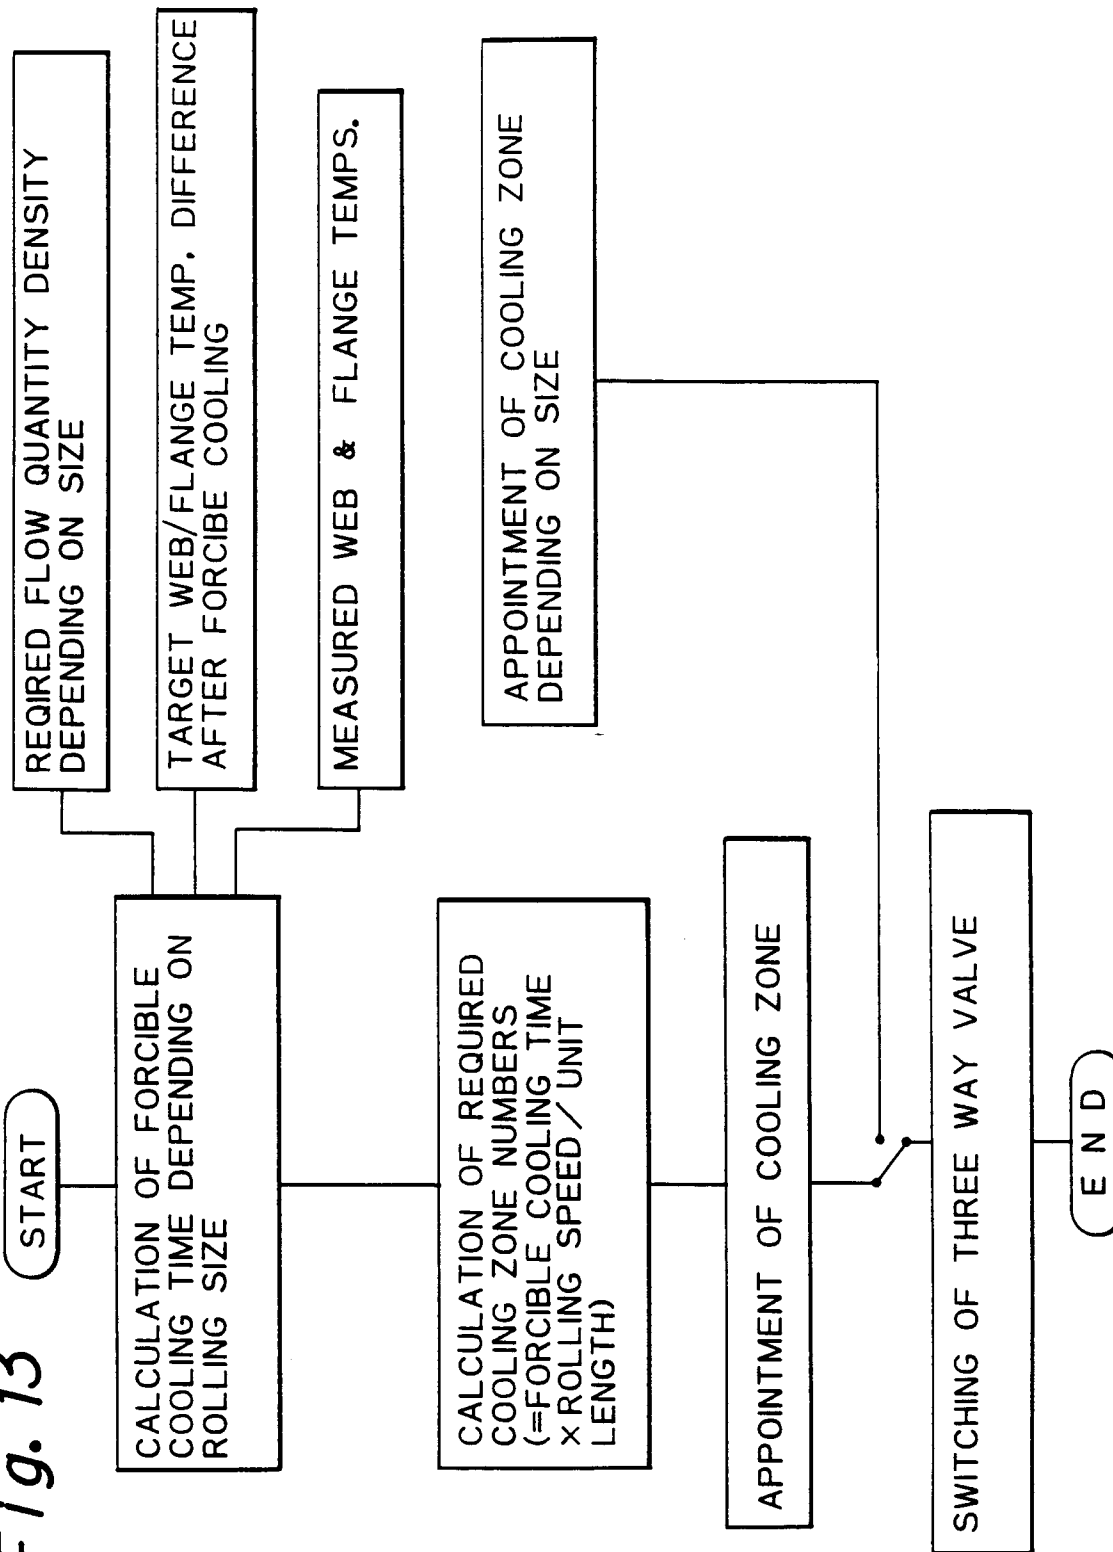 Fig. 13
START
CALCULATION OF FORCIBLE
COOLING TIME DEPENDING ON
ROLLING SIZE
REQIRED FLOW QUANTITY DENSITY
DEPENDING ON SIZE
TARGET WEB/FLANGE TEMP. DIFFERENCE
AFTER FORCIBE COOLING
MEASURED WEB & FLANGE TEMPS.
CALCULATION OF REQUIRED
COOLING ZONE NUMBERS
(=FORCIBLE COOLING TIME
×ROLLING SPEED/UNIT
LENGTH)
APPOINTMENT OF COOLING ZONE
DEPENDING ON SIZE
APPOINTMENT OF COOLING ZONE
SWITCHING OF THREE WAY VALVE
END